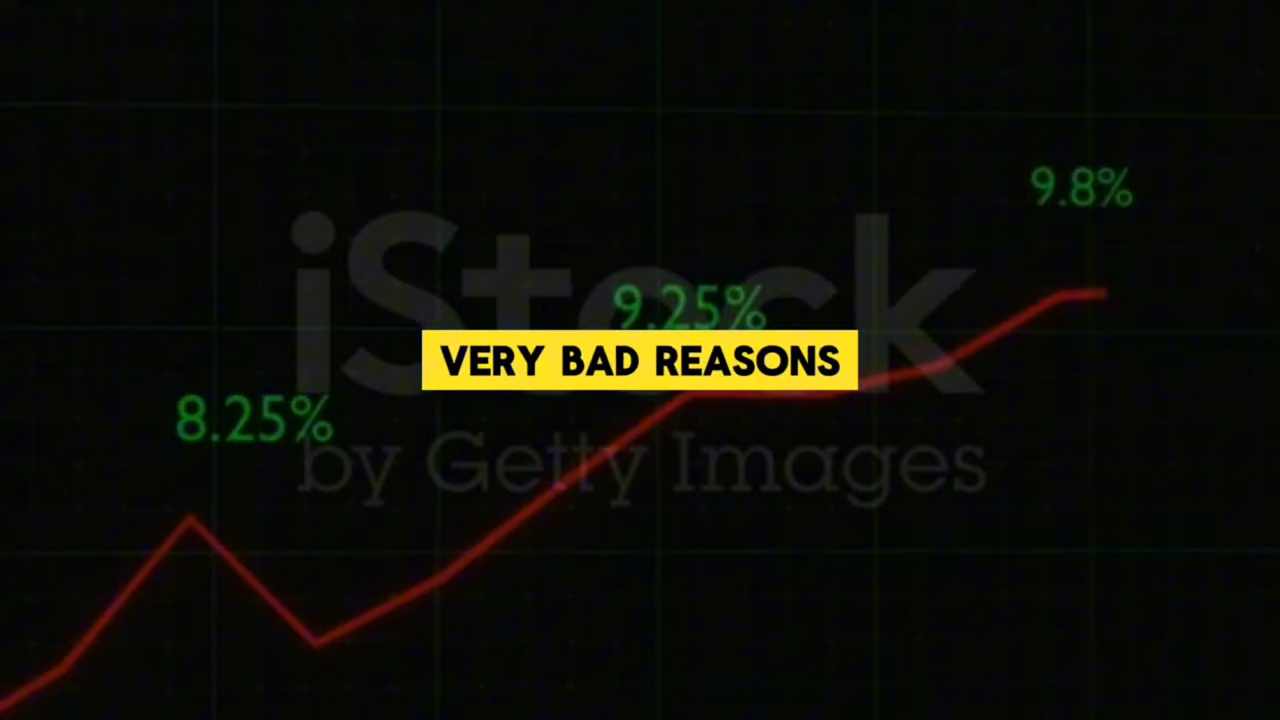 9.8%
iStock
9.25%
VERY BAD REASONS
8.25%
by Getty Images